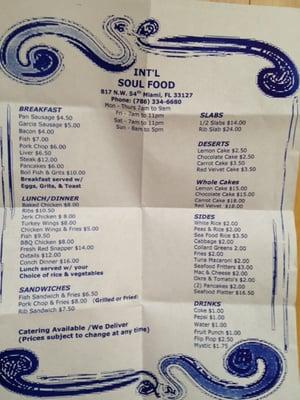 INT'L
SOUL FOOD
817 N.W. 54th Miami, FL 33127
Phone: (786) 334-6680
Mon - Thurs 7am to 9am
Fri - 7am to 11pm
Sat - 7am to 11pm
Sun - 8am to 5pm
BREAKFAST
Pan Sausage $4.50
Garcia Sausage $5.00
Bacon $4.00
Fish $7.00
Pork Chop $6.00
Liver $6.50
Steak $12.00
Pancakes $6.00
Boil Fish & Grits $10.00
Breakfast served w/
Eggs, Grits, & Toast
LUNCH/DINNER
Baked Chicken $8.00
Ribs $10.50
Jerk Chicken $ 8.00
Turkey Wings $8.00
Chicken Wings & Fries $5.00
Fish $9.50
BBQ Chicken $8.00
Fresh Red Snapper $14.00
Oxtails $12.00
Conch Dinner $16.00
Lunch served w/ your
Choice of rice & vegetables
SANDWICHES
Fish Sandwich & Fries $6.50
Pork Chop & Fries $8.00 (Grilled or Fried)
Rib Sandwich $7.50
Catering Available /We Deliver
(Prices subject to change at any time)
SLABS
1/2 Slabs $14.00
Rib Slab $24.00
DESERTS
Lemon Cake $2.50
Chocolate Cake $2.50
Carrot Cake $3.50
Red Velvet Cake $3.50
Whole Cakes
Lemon Cake $15.00
Chocolate Cake $15.00
Carrot Cake $18.00
Red Velvet $18.00
SIDES
White Rice $2.00
Peas & Rice $2.00
Sea Food Rice $3.50
Cabbage $2.00
Collard Greens 2.00
Fries $2.00
Tuna Macaroni $2.00
Seafood Fritters $3.00
Mac & Cheese $2.00
Okra & Tomato's $2.00
(2) Pancakes $2.00
Seafood Platter $16.50
DRINKS
Coke $1.00
Pepsi $1.00
Water $1.00
Fruit Punch $1.00
Flip Flop $2.50
Mystic $1.75